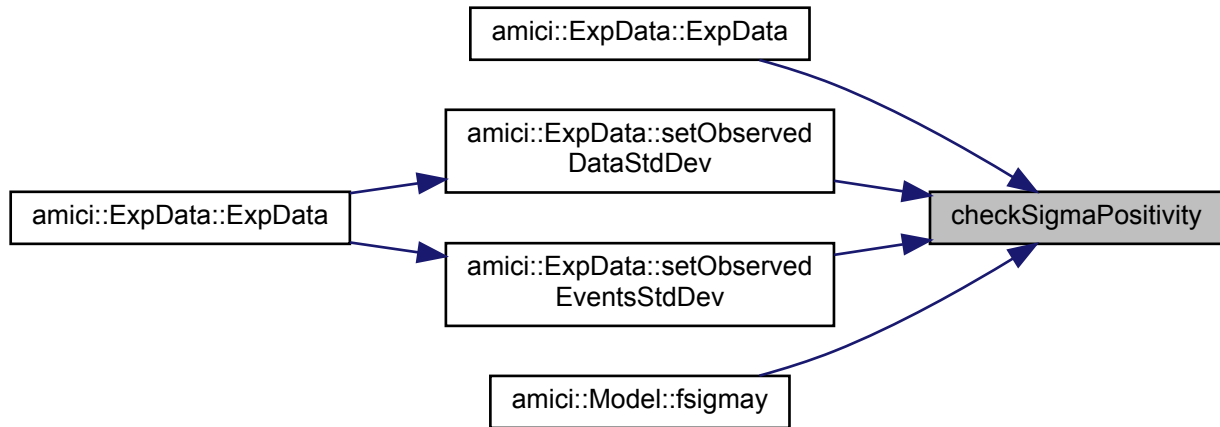 amici::ExpData::ExpData
amici::ExpData::setObserved
DataStdDev
amici::ExpData::ExpData
checkSigmaPositivity
amici::ExpData::setObserved
EventsStdDev
amici::Model::fsigmay